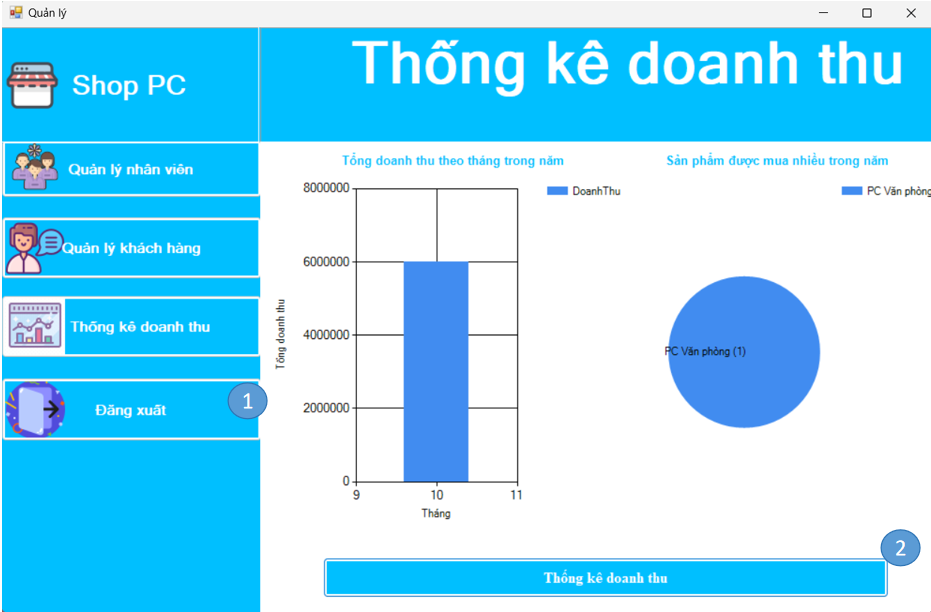 Quản lý
Shop PC
Thống kê doanh thu
Quản lý nhân viên
Quản lý khách hàng
Thống kê doanh thu
Đăng xuất
1
Tổng doanh thu theo tháng trong năm
DoanhThu
8000000
6000000
4000000
2000000
0
9
10
11
Tổng doanh thu
Tháng
Sản phẩm được mua nhiều trong năm
PC Văn phòng
PC Văn phòng (1)
2
Thống kê doanh thu